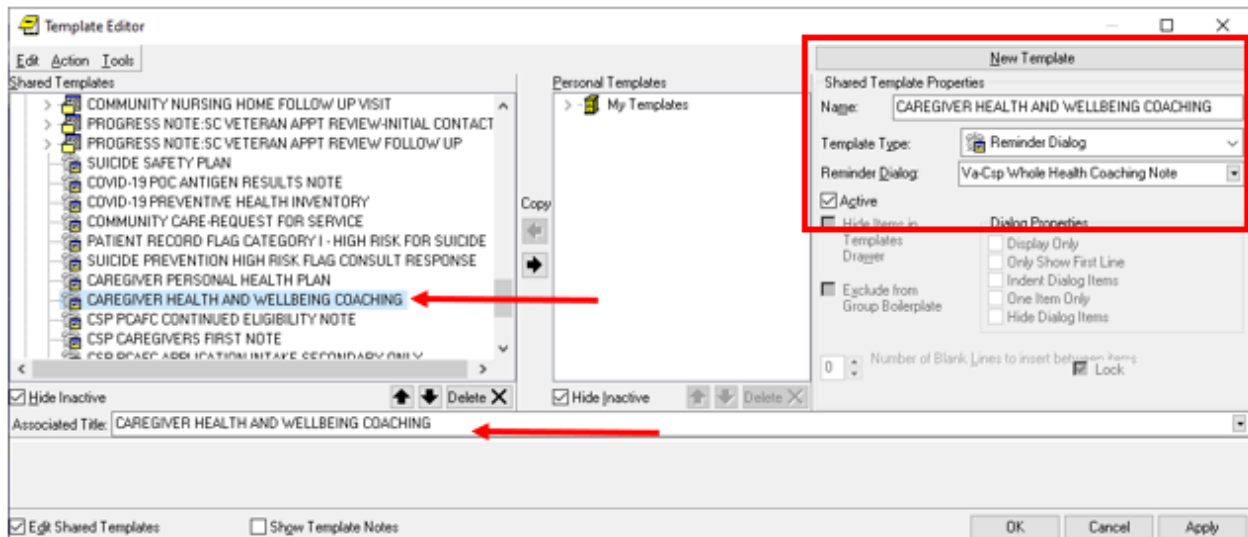 Template Editor
Edit Action Tools
New Template
Shared Templates
Personal Templates
Shared Template Properties
COMMUNITY NURSING HOME FOLLOW UP VISIT
PROGRESS NOTE:SC VETERAN APPT REVIEW-INITIAL CONTACT
PROGRESS NOTE:SC VETERAN APPT REVIEW FOLLOW UP
SUICIDE SAFETY PLAN
COVID-19 POC ANTIGEN RESULTS NOTE
COVID-19 PREVENTIVE HEALTH INVENTORY
COMMUNITY CARE-REQUEST FOR SERVICE
PATIENT RECORD FLAG CATEGORY I - HIGH RISK FOR SUICIDE
SUICIDE PREVENTION HIGH RISK FLAG CONSULT RESPONSE
CAREGIVER PERSONAL HEALTH PLAN
CAREGIVER HEALTH AND WELLBEING COACHING
CSP PCAFC CONTINUED ELIGIBILITY NOTE
CSP CAREGIVERS FIRST NOTE
CSP PCAFC APPLICATION INTAKE SECONDARY ONLY
Hide Inactive
Delete
Copy
My Templates
Hide Inactive
Delete
Name: CAREGIVER HEALTH AND WELLBEING COACHING
Template Type: Reminder Dialog
Reminder Dialog: Va-Csp Whole Health Coaching Note
Active
Hide Items in
Templates
Drawer
Exclude from
Group Boilerplate
Dialog Properties
Display Only
Only Show First Line
Indent Dialog Items
One Item Only
Hide Dialog Items
0 Number of Blank Lines to insert between items
Lock
Associated Title: CAREGIVER HEALTH AND WELLBEING COACHING
Edit Shared Templates
Show Template Notes
OK Cancel Apply